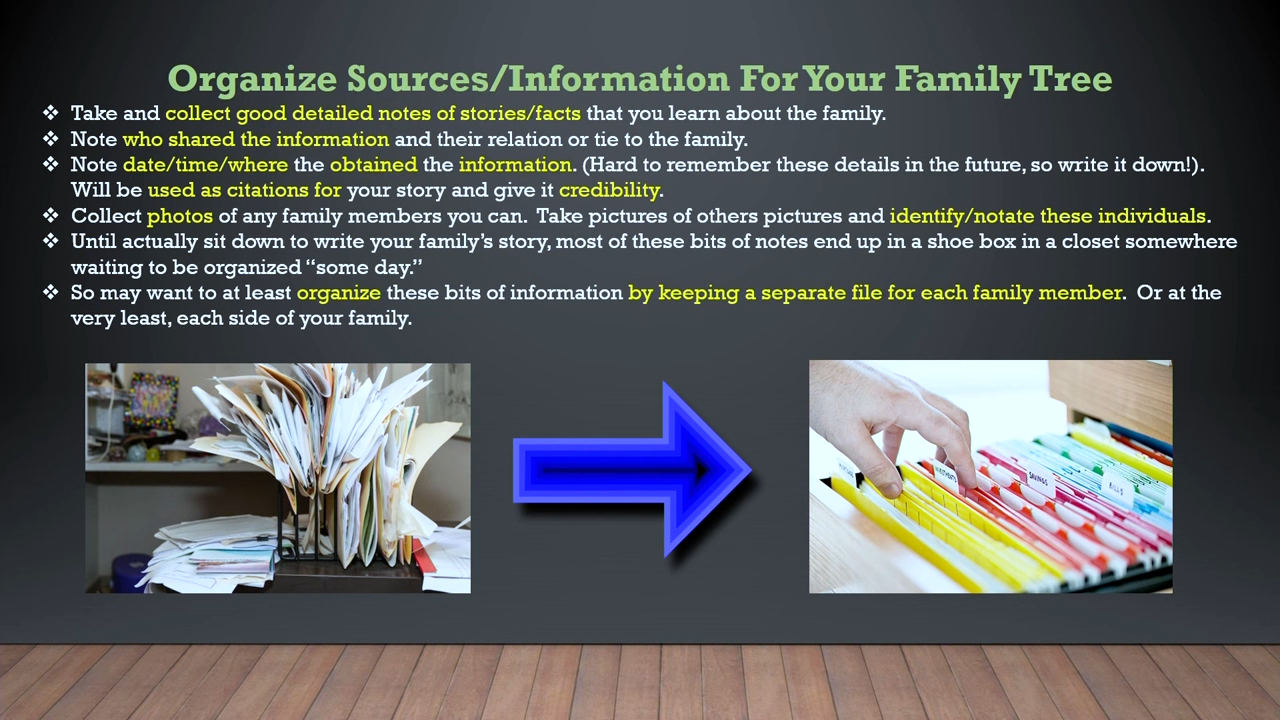 Organize Sources/Information For Your Family Tree
❖ Take and collect good detailed notes of stories/facts that you learn about the family.
❖ Note who shared the information and their relation or tie to the family.
❖ Note date/time/where the obtained the information. (Hard to remember these details in the future, so write it down!).
Will be used as citations for your story and give it credibility.
❖ Collect photos of any family members you can. Take pictures of others pictures and identify/notate these individuals.
❖ Until actually sit down to write your family's story, most of these bits of notes end up in a shoe box in a closet somewhere
waiting to be organized “some day.”
❖ So may want to at least organize these bits of information by keeping a separate file for each family member. Or at the
very least, each side of your family.
SAVINGS
BILLS